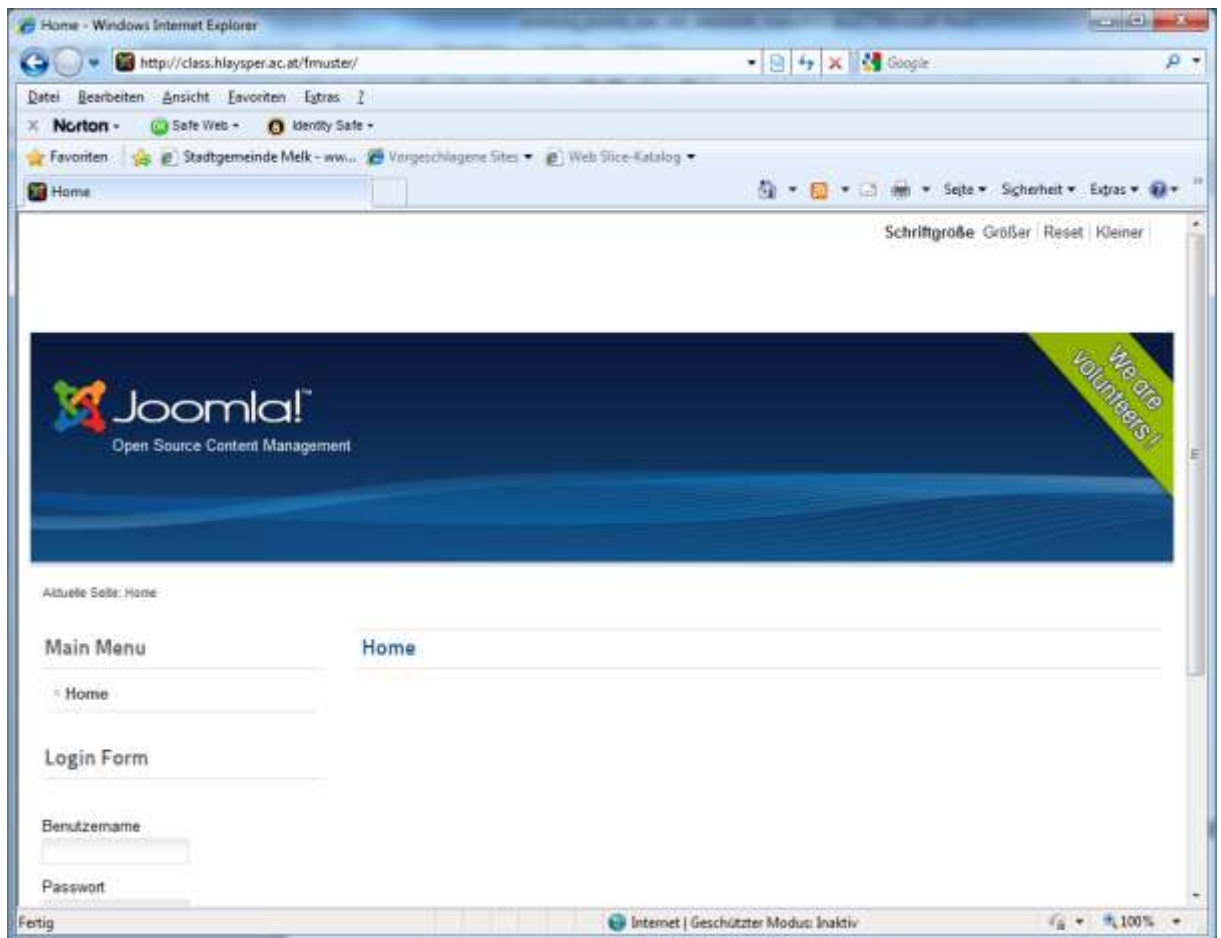 Home - Windows Internet Explorer
http://class.hlaysper.ac.at/fmuster/
Google
Datei Bearbeiten Ansicht Favoriten Extras ?
Norton - Safe Web - Identity Safe -
Favoriten Stadtgemeinde Melk - ww... Vorgeschlagene Sites Web Slice-Katalog
Home Seite Sicherheit Extras
Schriftgröße Größer Reset Kleiner
We are
volunteers!
Joomla!™
Open Source Content Management
Aktuelle Seite: Home
Main Menu
Home
Home
Login Form
Benutzername
Passwort
Fertig Internet | Geschützter Modus: Inaktiv 100%